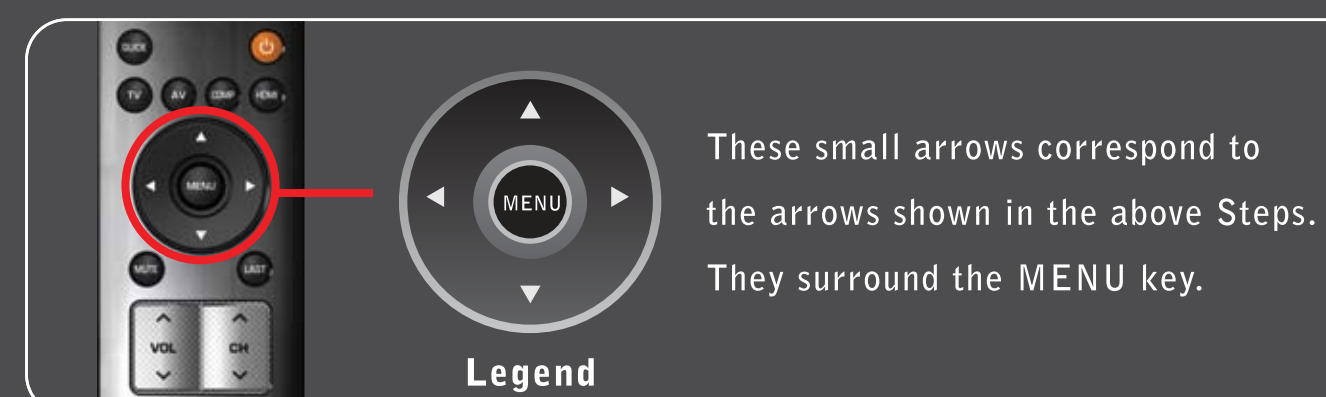 GUIDE
TV AV COMP HDMI
MENU
MUTE LAST
VOL CH
MENU
Legend
These small arrows correspond to
the arrows shown in the above Steps.
They surround the MENU key.